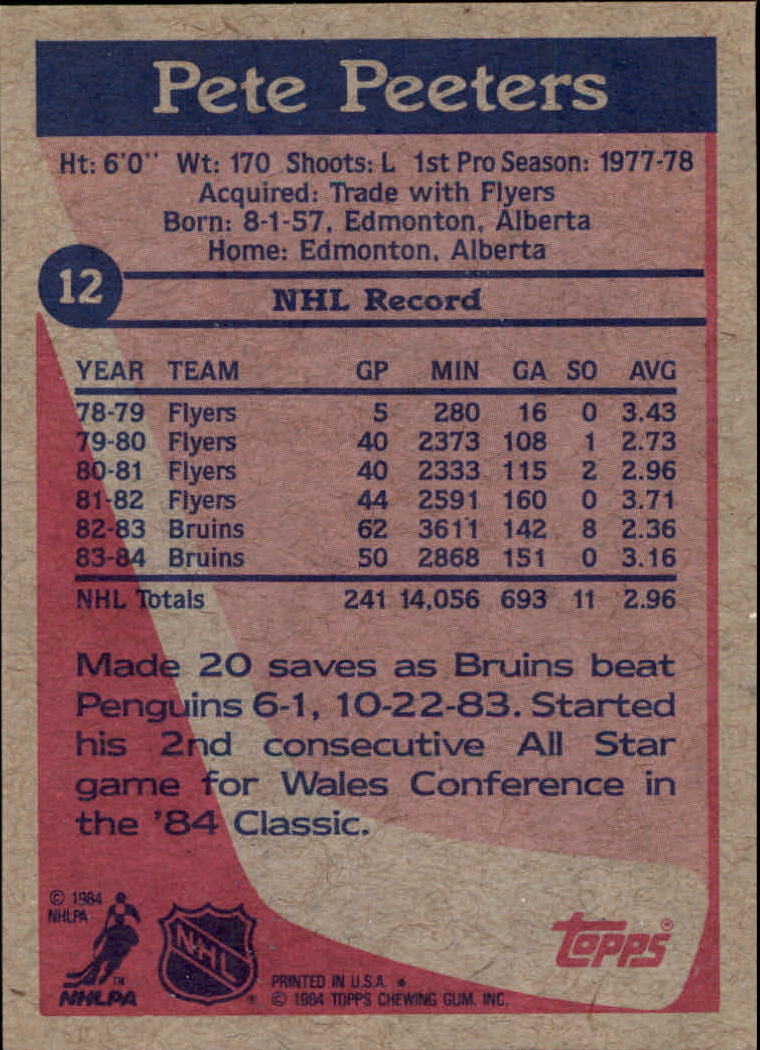 Pete Peeters
Ht: 6'0" Wt: 170 Shoots: L 1st Pro Season: 1977-78
Acquired: Trade with Flyers
Born: 8-1-57, Edmonton, Alberta
Home: Edmonton, Alberta
12
NHL Record
YEAR TEAM GP MIN GA SO AVG
78-79 Flyers 5 280 16 0 3.43
79-80 Flyers 40 2373 108 1 2.73
80-81 Flyers 40 2333 115 2 2.96
81-82 Flyers 44 2591 160 0 3.71
82-83 Bruins 62 3611 142 8 2.36
83-84 Bruins 50 2868 151 0 3.16
NHL Totals 241 14,056 693 11 2.96
Made 20 saves as Bruins beat
Penguins 6-1, 10-22-83. Started
his 2nd consecutive All Star
game for Wales Conference in
the '84 Classic.
© 1984
NHLPA
TM
NHLPA
NHL
®
PRINTED IN U.S.A. *
© 1984 TOPPS CHEWING GUM, INC.
topps®